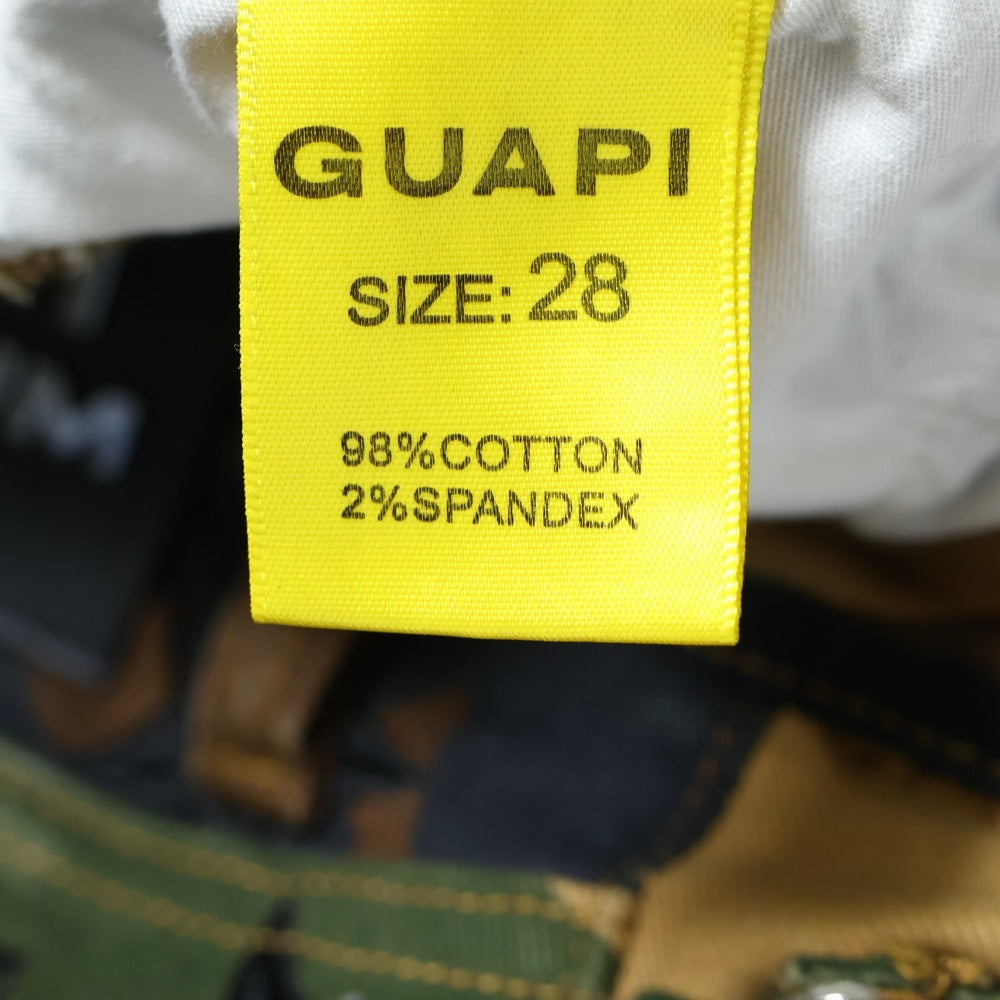 GUAPI
SIZE: 28
98%COTTON
2%SPANDEX